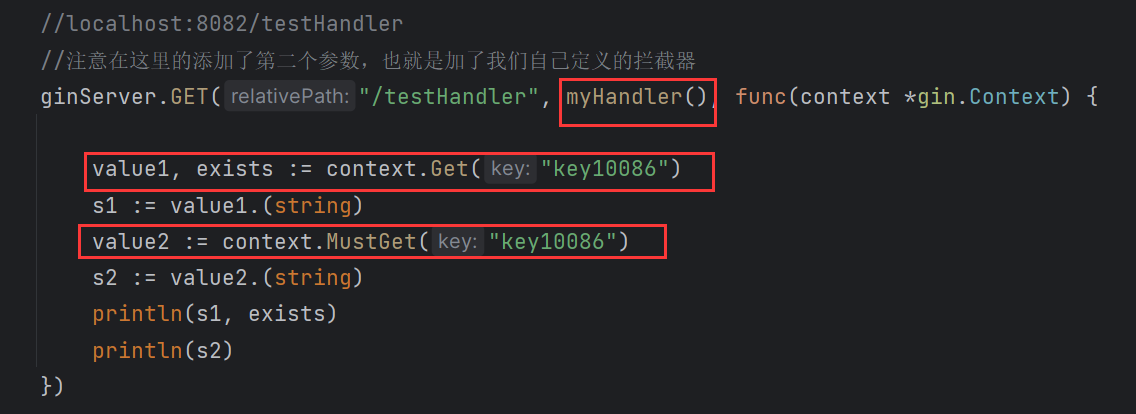 //localhost:8082/testHandler
//注意在这里的添加了第二个参数，也就是加了我们自己定义的拦截器
ginServer.GET( relativePath: "/testHandler", myHandler(), func(context *gin.Context) {
value1, exists := context.Get( key: "key10086")
s1 := value1.(string)
value2 := context.MustGet( key: "key10086")
s2 := value2.(string)
println(s1, exists)
println(s2)
})